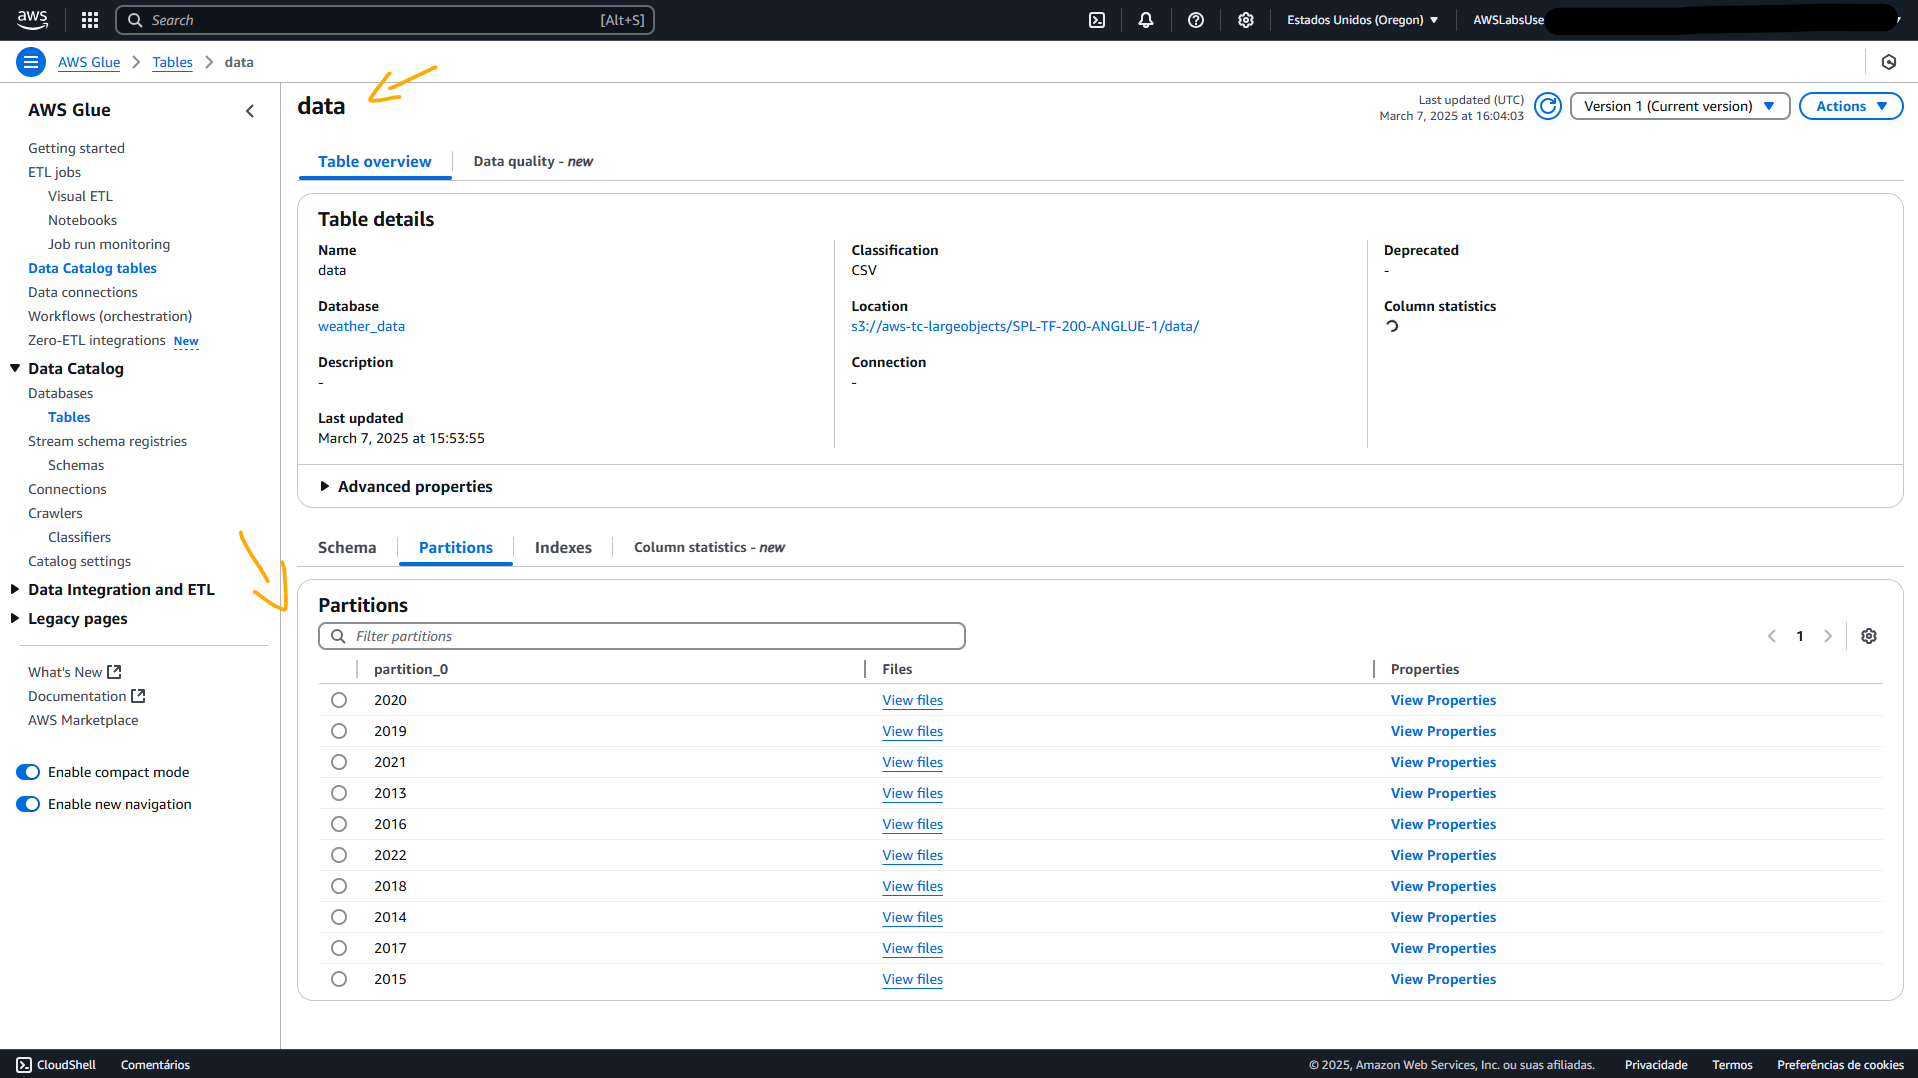 aws
Search [Alt+S]
Estados Unidos (Oregon)
AWSLabsUse
AWS Glue
Tables
data
AWS Glue
Getting started
ETL jobs
Visual ETL
Notebooks
Job run monitoring
Data Catalog tables
Data connections
Workflows (orchestration)
Zero-ETL integrations New
Data Catalog
Databases
Tables
Stream schema registries
Schemas
Connections
Crawlers
Classifiers
Catalog settings
Data Integration and ETL
Legacy pages
What's New
Documentation
AWS Marketplace
Enable compact mode
Enable new navigation
data
Last updated (UTC)
March 7, 2025 at 16:04:03
Version 1 (Current version)
Actions
Table overview
Data quality - new
Table details
Name
data
Database
weather_data
Description
-
Last updated
March 7, 2025 at 15:53:55
Classification
CSV
Location
s3://aws-tc-largeobjects/SPL-TF-200-ANGLUE-1/data/
Connection
-
Deprecated
-
Column statistics
Advanced properties
Schema
Partitions
Indexes
Column statistics - new
Partitions
Filter partitions
1
partition_0 Files Properties
2020 View files View Properties
2019 View files View Properties
2021 View files View Properties
2013 View files View Properties
2016 View files View Properties
2022 View files View Properties
2018 View files View Properties
2014 View files View Properties
2017 View files View Properties
2015 View files View Properties
CloudShell
Comentários
© 2025, Amazon Web Services, Inc. ou suas afiliadas.
Privacidade
Termos
Preferências de cookies